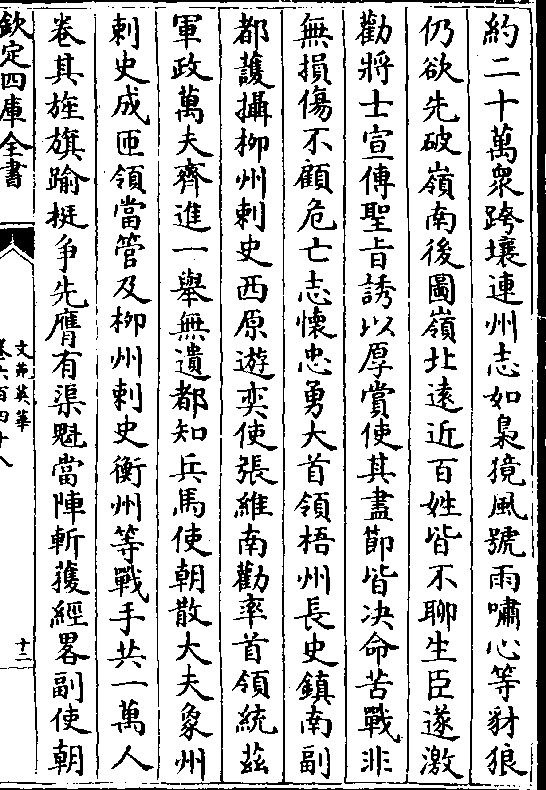 約二十萬衆跨壤連州志如梟獍風號雨嘯心等豺狼
仍欲先破嶺南後圖嶺北逺近百姓皆不聊生臣遂激
勸將士宣傳聖旨誘以厚賞使其盡節皆決命苦戰非
無損傷不顧危亡志懷忠勇大首領梧州長史鎮南副
都䕶攝栁州刺史西原遊奕使張維南勸率首領統兹
軍政萬夫齊進一舉無遺都知兵馬使朝散大夫象州
刺史成匝領當管及栁州刺史衡州等戰手共一萬人
卷其旌旗踰梃争先膺有渠魁當陣斬獲經畧副使朝
欽定四庫全書
文苑英華
卷六百四十八
十二